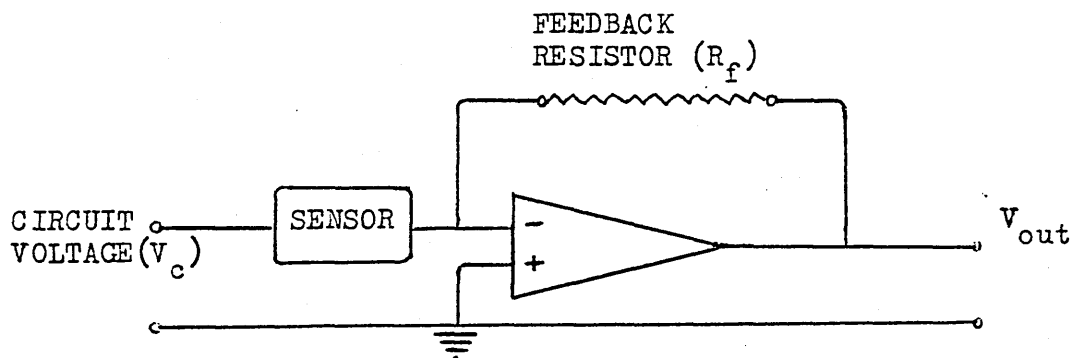 FEEDBACK
RESISTOR (R_f)
CIRCUIT
VOLTAGE(V_c)
SENSOR
-
+
V_out